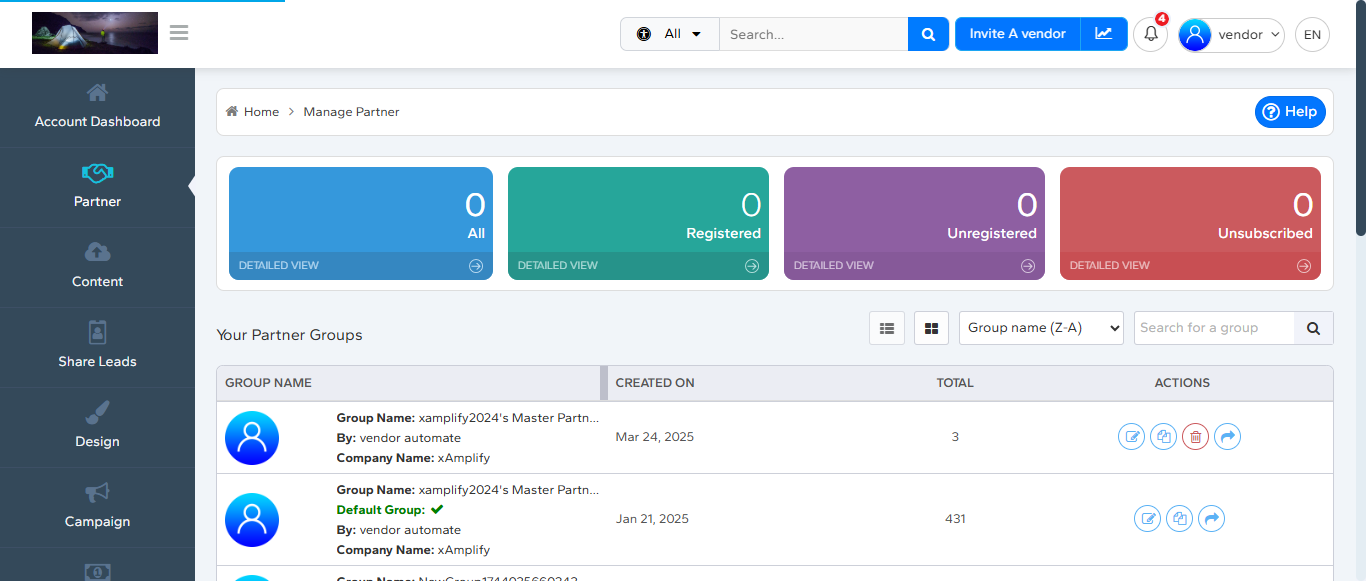 All
Search...
Invite A vendor
4
vendor
EN
Account Dashboard
Partner
Content
Share Leads
Design
Campaign
Home
Manage Partner
Help
0
All
DETAILED VIEW
0
Registered
DETAILED VIEW
0
Unregistered
DETAILED VIEW
0
Unsubscribed
DETAILED VIEW
Your Partner Groups
Group name (Z-A)
Search for a group
GROUP NAME
CREATED ON
TOTAL
ACTIONS
Group Name: xamplify2024's Master Partn...
By: vendor automate
Company Name: xAmplify
Mar 24, 2025
3
Group Name: xamplify2024's Master Partn...
Default Group:
By: vendor automate
Company Name: xAmplify
Jan 21, 2025
431